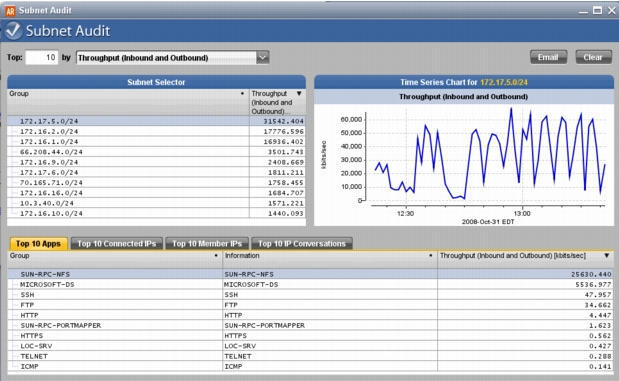 AR Subnet Audit
Subnet Audit
Top: 10 by Throughput (Inbound and Outbound) Email Clear
Subnet Selector
Group Throughput (Inbound and Outbound)...
172.17.5.0/24 31542.404
172.16.2.0/24 17776.596
172.16.11.0/24 16936.402
66.208.44.0/24 3501.743
172.16.9.0/24 2408.669
172.17.6.0/24 1811.211
70.165.71.0/24 1758.455
172.16.16.0/24 1684.707
10.3.40.0/24 1571.221
172.16.10.0/24 1440.093
Time Series Chart for 172.17.5.0/24
Throughput (Inbound and Outbound)
kbits/sec
60,000
50,000
40,000
30,000
20,000
10,000
0
12:30 13:00
2008-Oct-31 EDT
Top 10 Apps Top 10 Connected IPs Top 10 Member IPs Top 10 IP Conversations
Group Information Throughput (Inbound and Outbound) [kbits/sec]
SUN-RPC-NFS SUN-RPC-NFS 25630.440
MICROSOFT-DS MICROSOFT-DS 5536.977
SSH SSH 47.957
FTP FTP 34.662
HTTP HTTP 4.447
SUN-RPC-PORTMAPPER SUN-RPC-PORTMAPPER 1.623
HTTPS HTTPS 0.562
LOC-SRV LOC-SRV 0.427
TELNET TELNET 0.288
ICMP ICMP 0.141